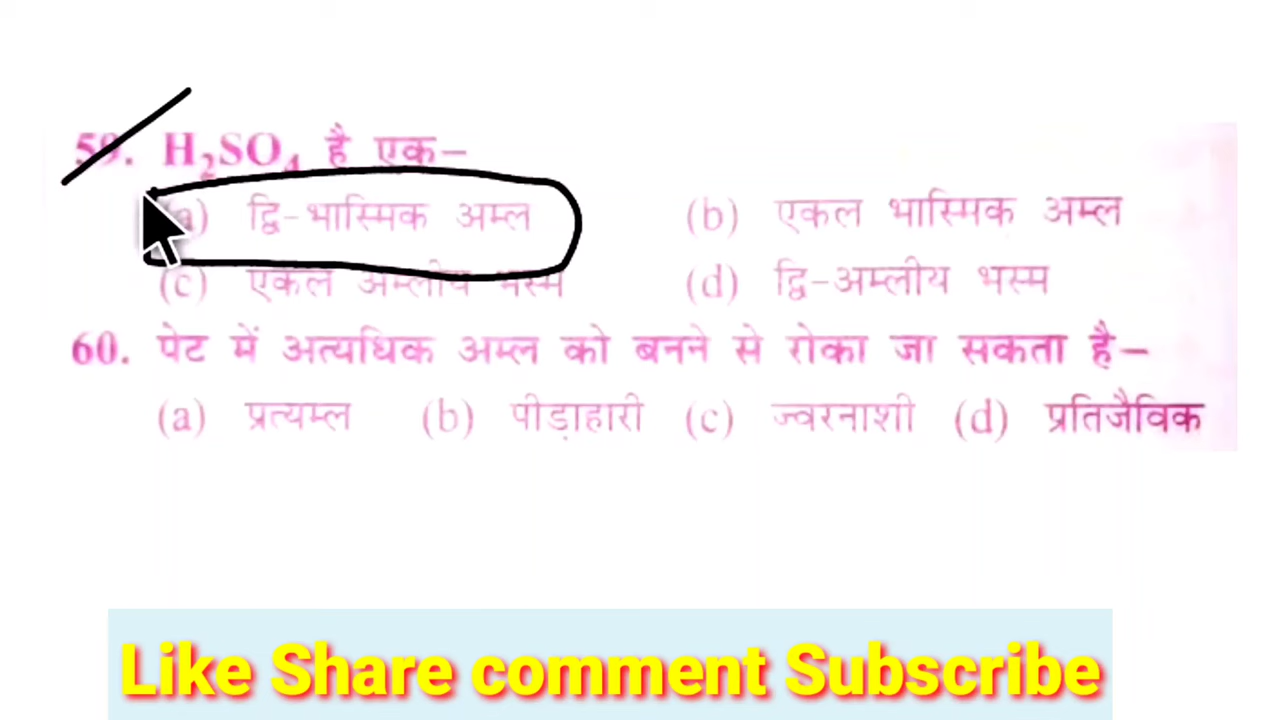 59. H₂SO₄ है एक–
(a) द्वि-भास्मिक अम्ल (b) एकल भास्मिक अम्ल
(c) एकल अम्लीय भस्म (d) द्वि-अम्लीय भस्म
60. पेट में अत्यधिक अम्ल को बनने से रोका जा सकता है–
(a) प्रत्यम्ल (b) पीड़ाहारी (c) ज्वरनाशी (d) प्रतिजैविक
Like Share comment Subscribe